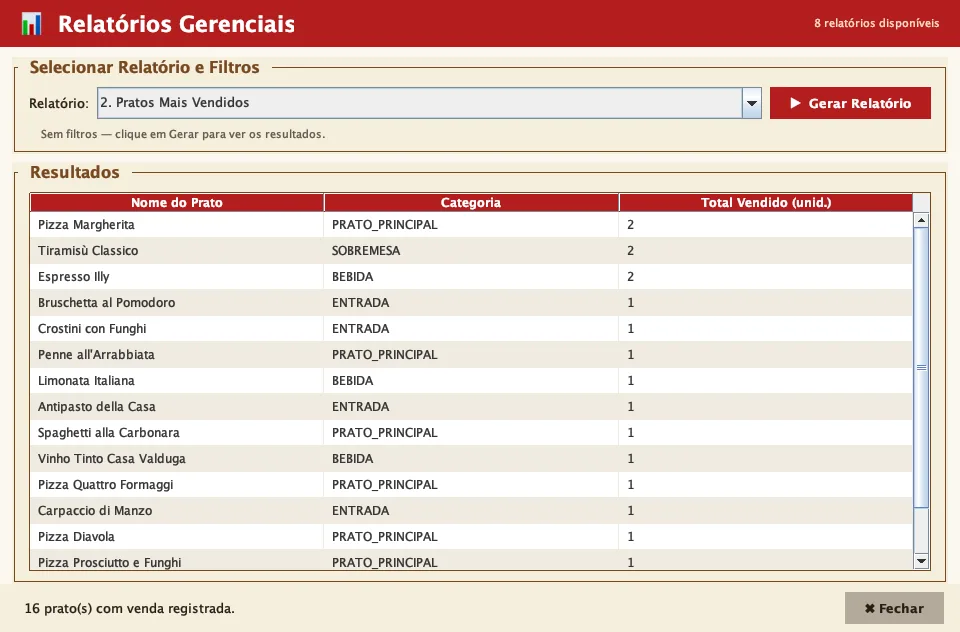 Relatórios Gerenciais
8 relatórios disponíveis
Selecionar Relatório e Filtros
Relatório: 2. Pratos Mais Vendidos ▶ Gerar Relatório
Sem filtros — clique em Gerar para ver os resultados.
Resultados
Nome do Prato Categoria Total Vendido (unid.)
Pizza Margherita PRATO_PRINCIPAL 2
Tiramisù Classico SOBREMESA 2
Espresso Illy BEBIDA 2
Bruschetta al Pomodoro ENTRADA 1
Crostini con Funghi ENTRADA 1
Penne all'Arrabbiata PRATO_PRINCIPAL 1
Limonata Italiana BEBIDA 1
Antipasto della Casa ENTRADA 1
Spaghetti alla Carbonara PRATO_PRINCIPAL 1
Vinho Tinto Casa Valduga BEBIDA 1
Pizza Quattro Formaggi PRATO_PRINCIPAL 1
Carpaccio di Manzo ENTRADA 1
Pizza Diavola PRATO_PRINCIPAL 1
Pizza Prosciutto e Funghi PRATO_PRINCIPAL 1
16 prato(s) com venda registrada.
✖ Fechar